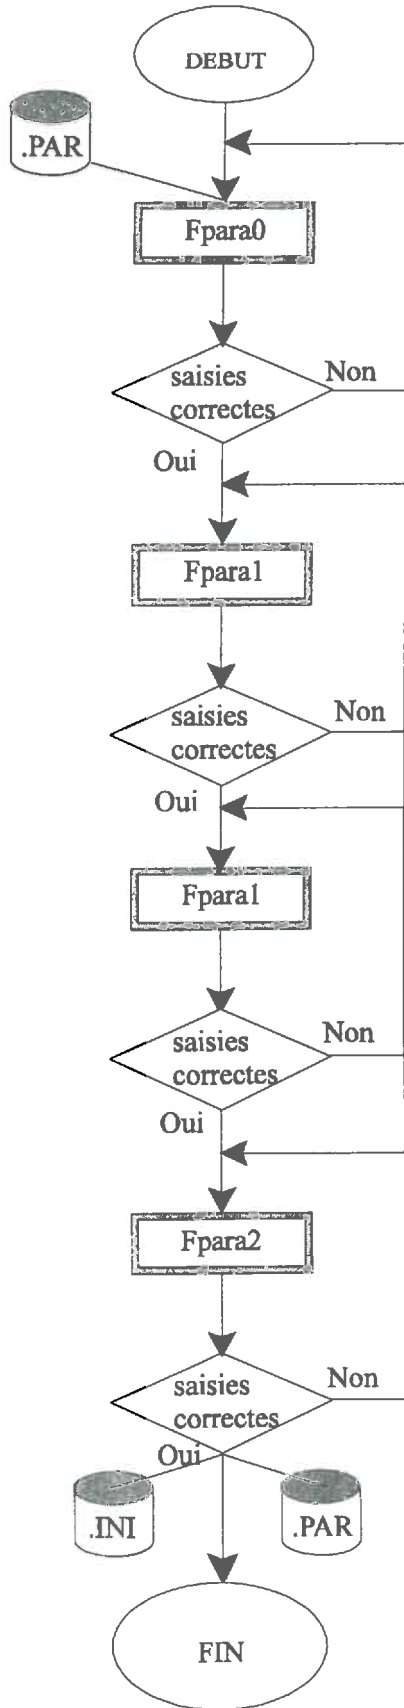 DEBUT
.PAR
Fpara0
saisies
correctes
Non
Oui
Fpara1
saisies
correctes
Non
Oui
Fpara1
saisies
correctes
Non
Oui
Fpara2
saisies
correctes
Non
Oui
.INI
.PAR
FIN